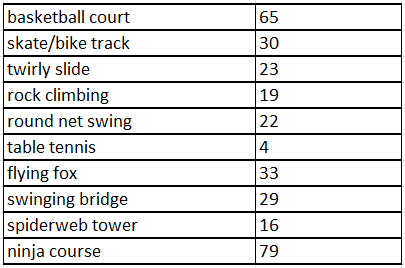 basketball court 65
skate/bike track 30
twirly slide 23
rock climbing 19
round net swing 22
table tennis 4
flying fox 33
swinging bridge 29
spiderweb tower 16
ninja course 79